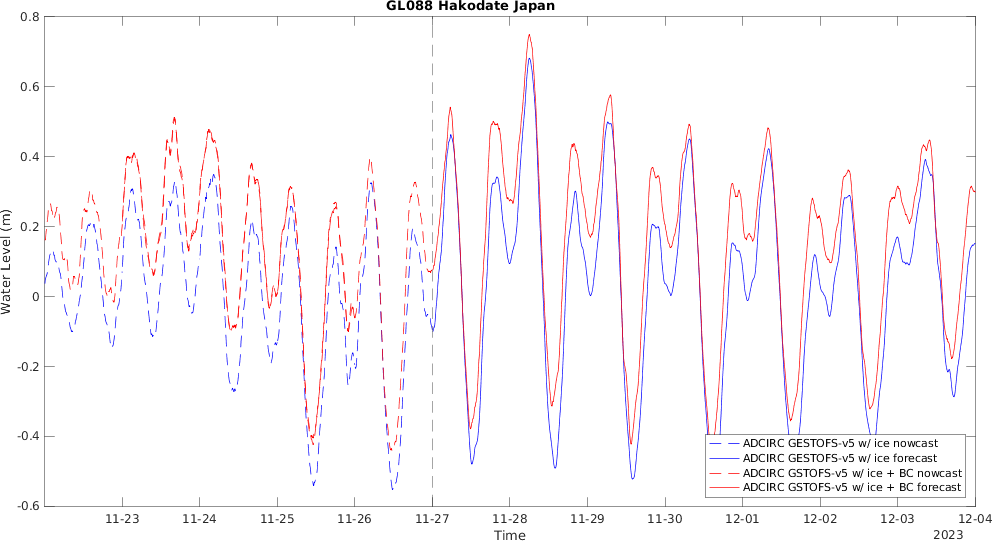 GL088 Hakodate Japan
0.8
0.6
0.4
0.2
0
-0.2
-0.4
-0.6
Water Level (m)
11-23 11-24 11-25 11-26 11-27 11-28 11-29 11-30 12-01 12-02 12-03 12-04
Time
2023
ADCIRC GESTOFS-v5 w/ ice nowcast
ADCIRC GESTOFS-v5 w/ ice forecast
ADCIRC GSTOFS-v5 w/ ice + BC nowcast
ADCIRC GSTOFS-v5 w/ ice + BC forecast